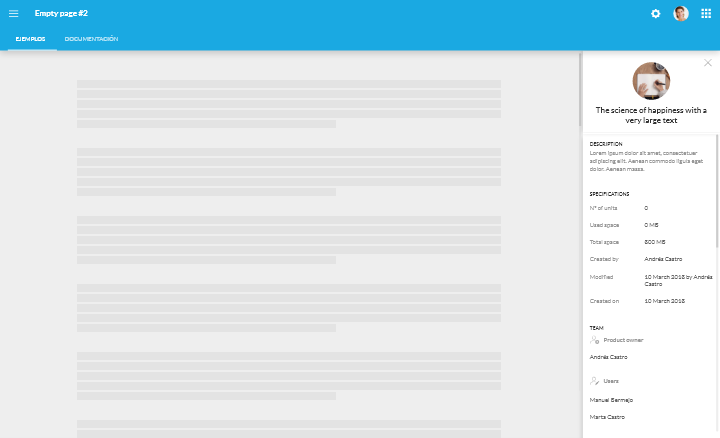 Empty page #2
EJEMPLOS
DOCUMENTACIÓN
The science of happiness with a
very large text
DESCRIPTION
Lorem ipsum dolor sit amet, consectetuer
adipiscing elit. Aenean commodo ligula eget
dolor. Aenean massa.
SPECIFICATIONS
Nº of units 0
Used space 0 MB
Total space 800 MB
Created by Andrés Castro
Modified 10 March 2018 by Andrés
Castro
Created on 10 March 2018
TEAM
Product owner
Andrés Castro
Users
Manuel Bermejo
Marta Castro